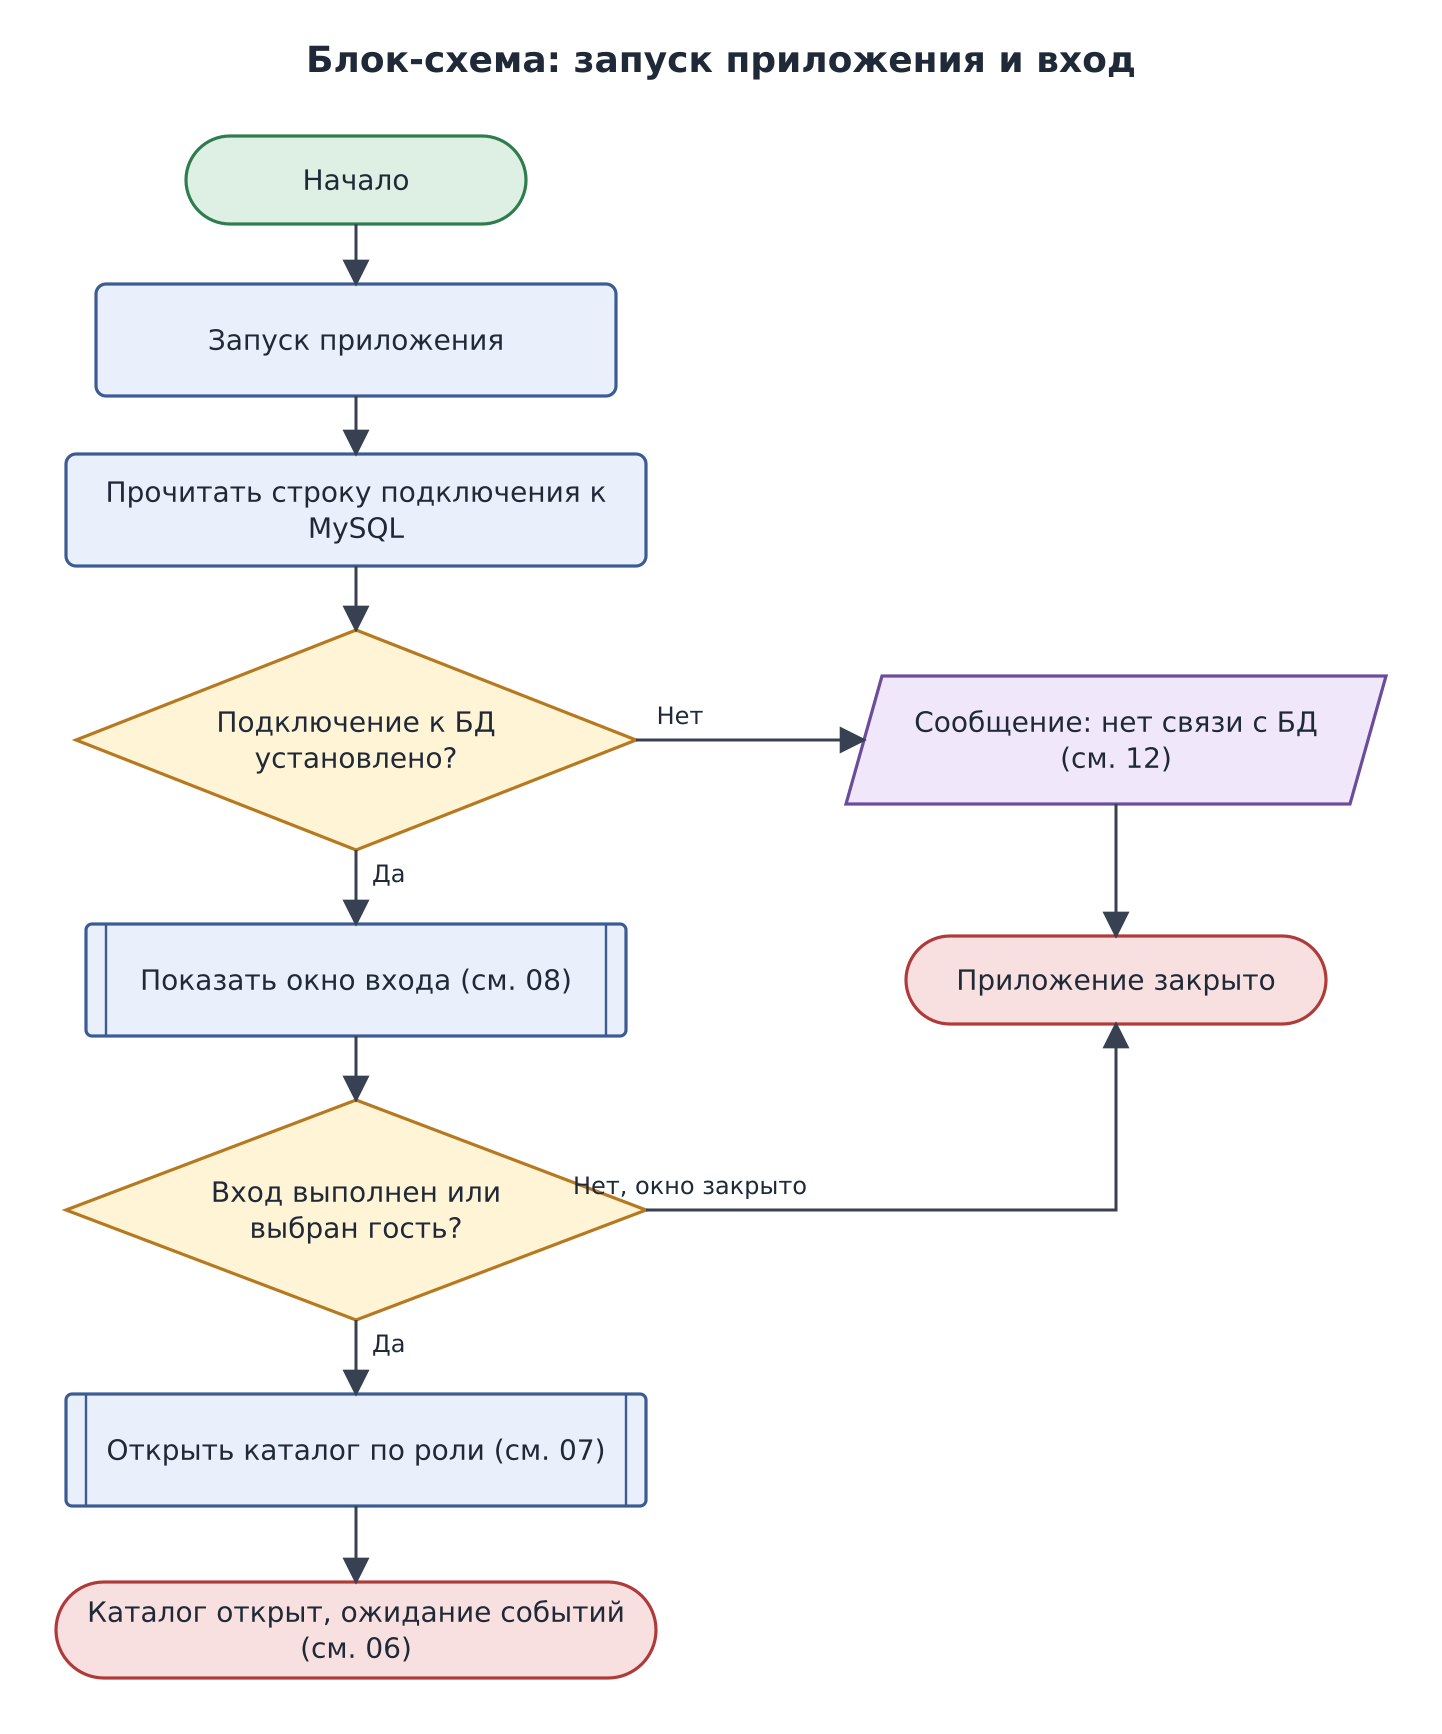 Блок-схема: запуск приложения и вход
Начало
Запуск приложения
Прочитать строку подключения к
MySQL
Подключение к БД
установлено?
Нет
Сообщение: нет связи с БД
(см. 12)
Да
Показать окно входа (см. 08)
Приложение закрыто
Вход выполнен или
выбран гость?
Нет, окно закрыто
Да
Открыть каталог по роли (см. 07)
Каталог открыт, ожидание событий
(см. 06)